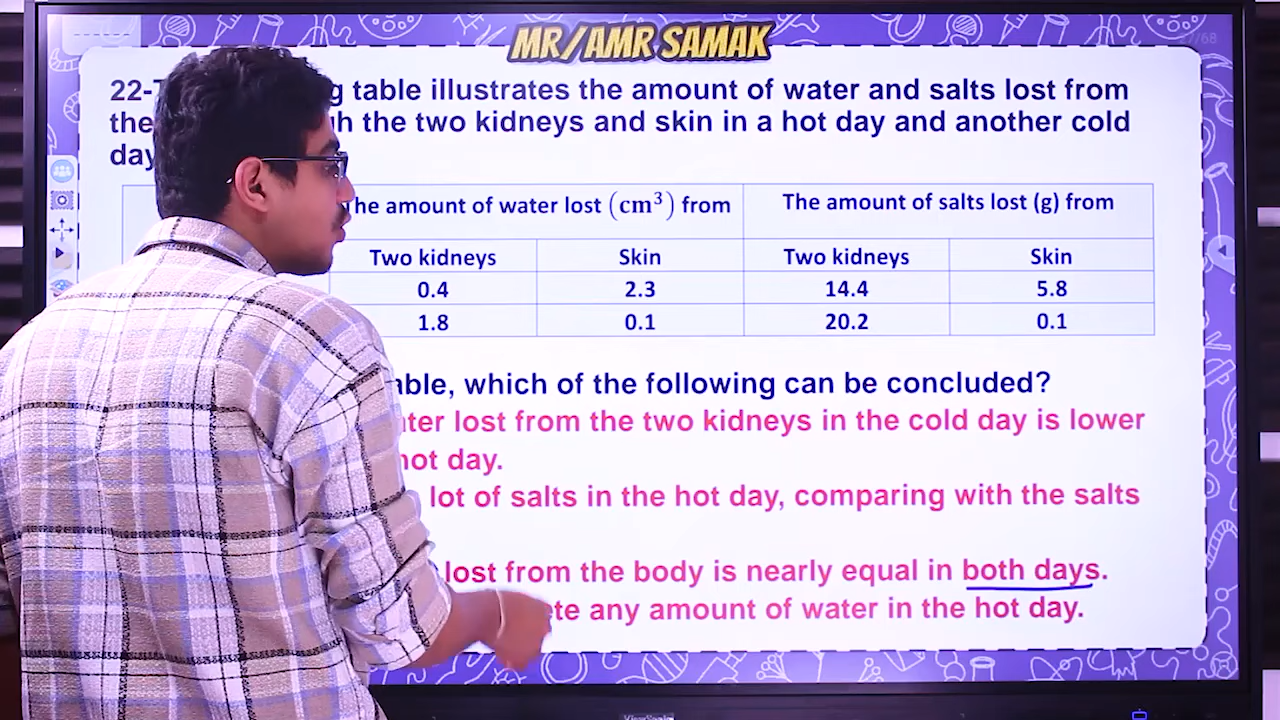 MR/AMR SAMAK
/68
22- g table illustrates the amount of water and salts lost from
the h the two kidneys and skin in a hot day and another cold
day
he amount of water lost (cm³) from The amount of salts lost (g) from
Two kidneys Skin Two kidneys Skin
0.4 2.3 14.4 5.8
1.8 0.1 20.2 0.1
able, which of the following can be concluded?
ter lost from the two kidneys in the cold day is lower
hot day.
lot of salts in the hot day, comparing with the salts
lost from the body is nearly equal in both days.
ete any amount of water in the hot day.
ViewSonic